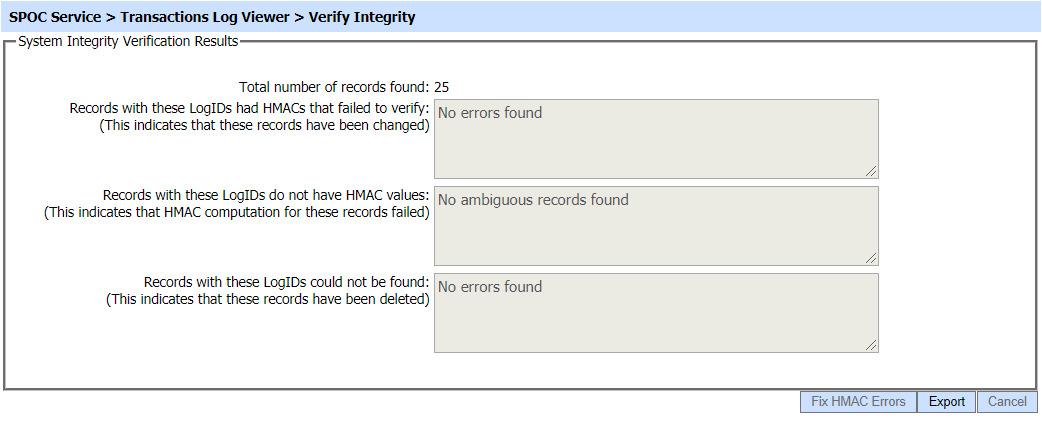 SPOC Service > Transactions Log Viewer > Verify Integrity
System Integrity Verification Results
Total number of records found: 25
Records with these LogIDs had HMACs that failed to verify:
(This indicates that these records have been changed)
No errors found
Records with these LogIDs do not have HMAC values:
(This indicates that HMAC computation for these records failed)
No ambiguous records found
Records with these LogIDs could not be found:
(This indicates that these records have been deleted)
No errors found
Fix HMAC Errors Export Cancel